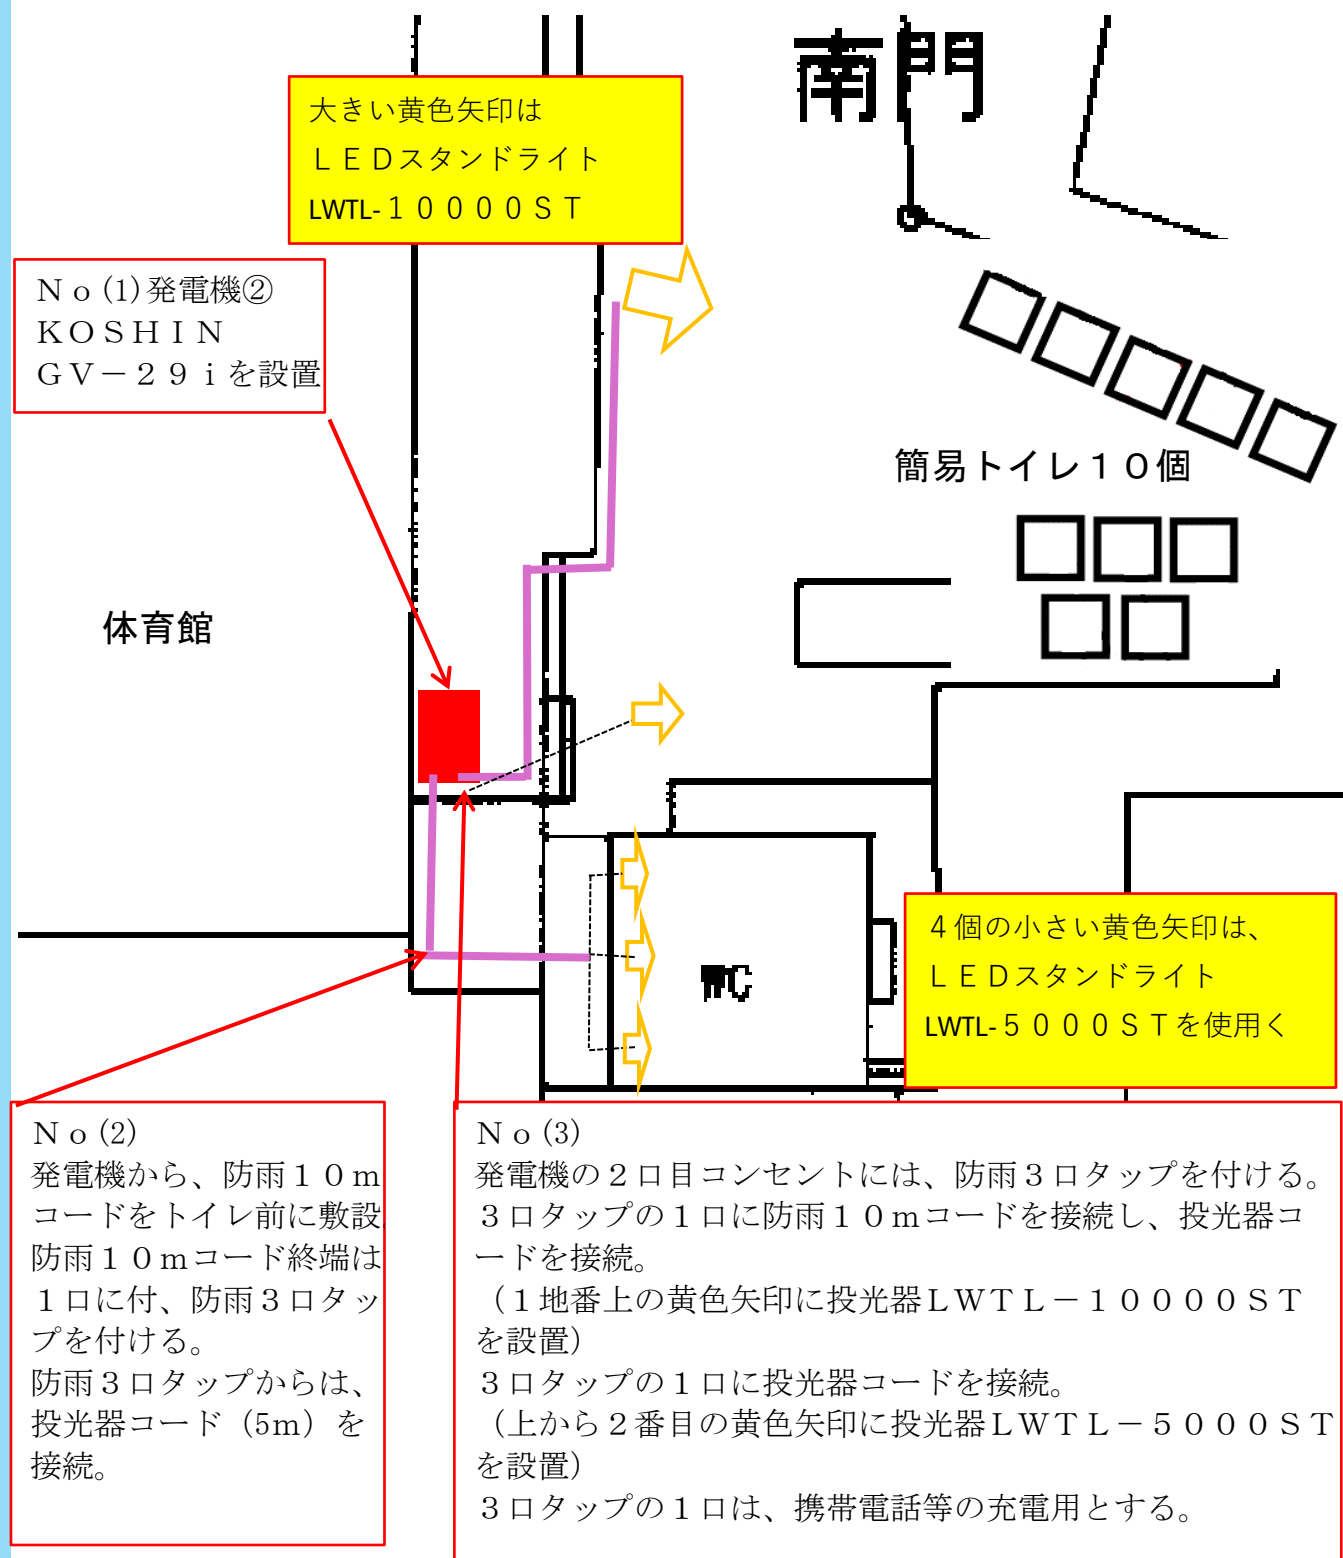 南門
大きい黄色矢印は
ＬＥＤスタンドライト
LWTL-１００００ＳＴ
Ｎｏ(1)発電機②
ＫＯＳＨＩＮ
ＧＶ－２９ｉを設置
簡易トイレ１０個
体育館
4個の小さい黄色矢印は、
ＬＥＤスタンドライト
LWTL-５０００ＳＴを使用く
WC
Ｎｏ(2)
発電機から、防雨１０ｍ
コードをトイレ前に敷設
防雨１０ｍコード終端は
１口に付、防雨３口タッ
プを付ける。
防雨３口タップからは、
投光器コード（5ｍ）を
接続。
Ｎｏ(3)
発電機の２口目コンセントには、防雨３口タップを付ける。
３口タップの１口に防雨１０ｍコードを接続し、投光器コ
ードを接続。
（１地番上の黄色矢印に投光器ＬＷＴＬ－１００００ＳＴ
を設置）
３口タップの１口に投光器コードを接続。
（上から２番目の黄色矢印に投光器ＬＷＴＬ－５０００ＳＴ
を設置）
３口タップの１口は、携帯電話等の充電用とする。